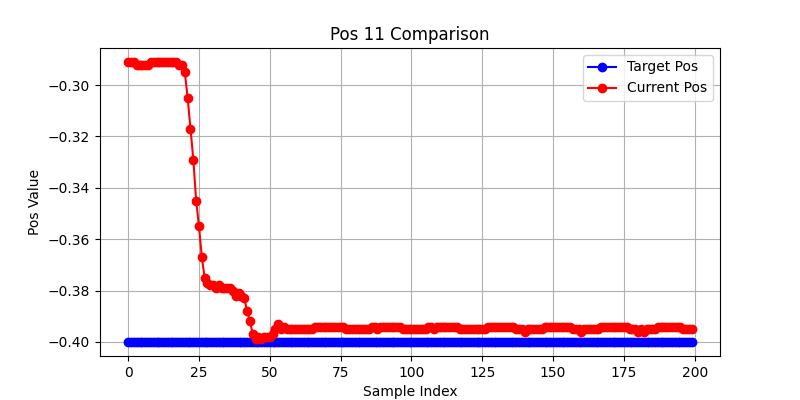 Pos 11 Comparison
Target Pos
Current Pos
Pos Value
−0.30
−0.32
−0.34
−0.36
−0.38
−0.40
0 25 50 75 100 125 150 175 200
Sample Index